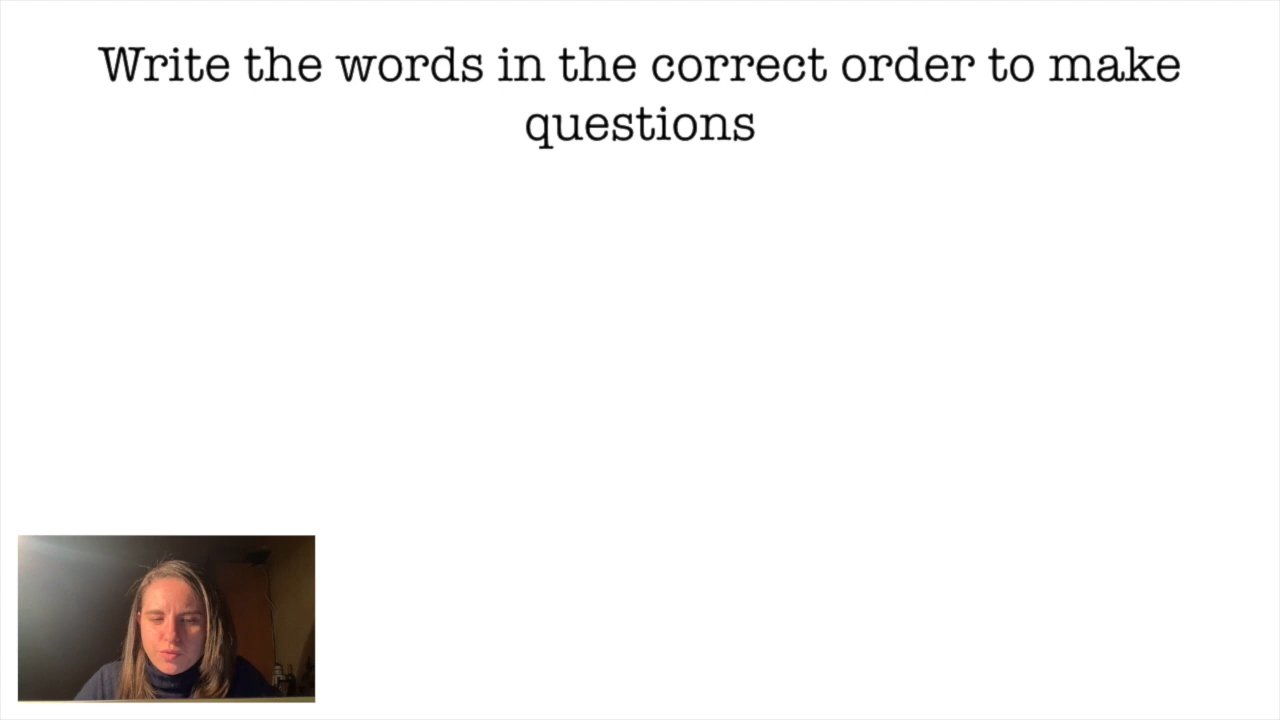 Write the words in the correct order to make
questions